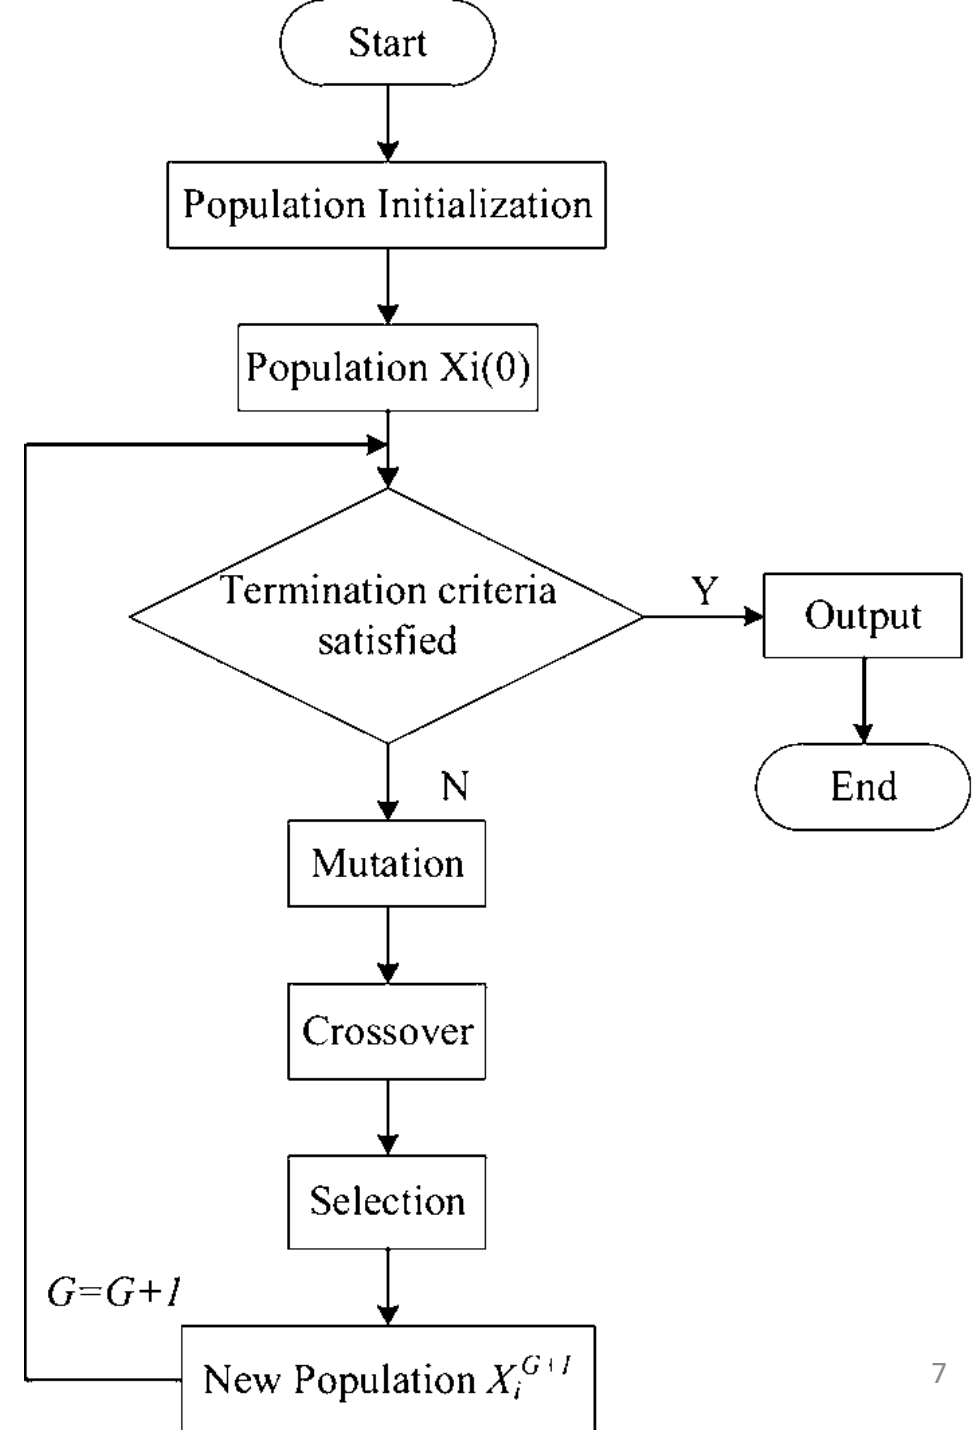 Start
Population Initialization
Population Xi(0)
Termination criteria
satisfied
Y
Output
End
N
Mutation
Crossover
Selection
G=G+1
New Population X_i^{G+1}
7